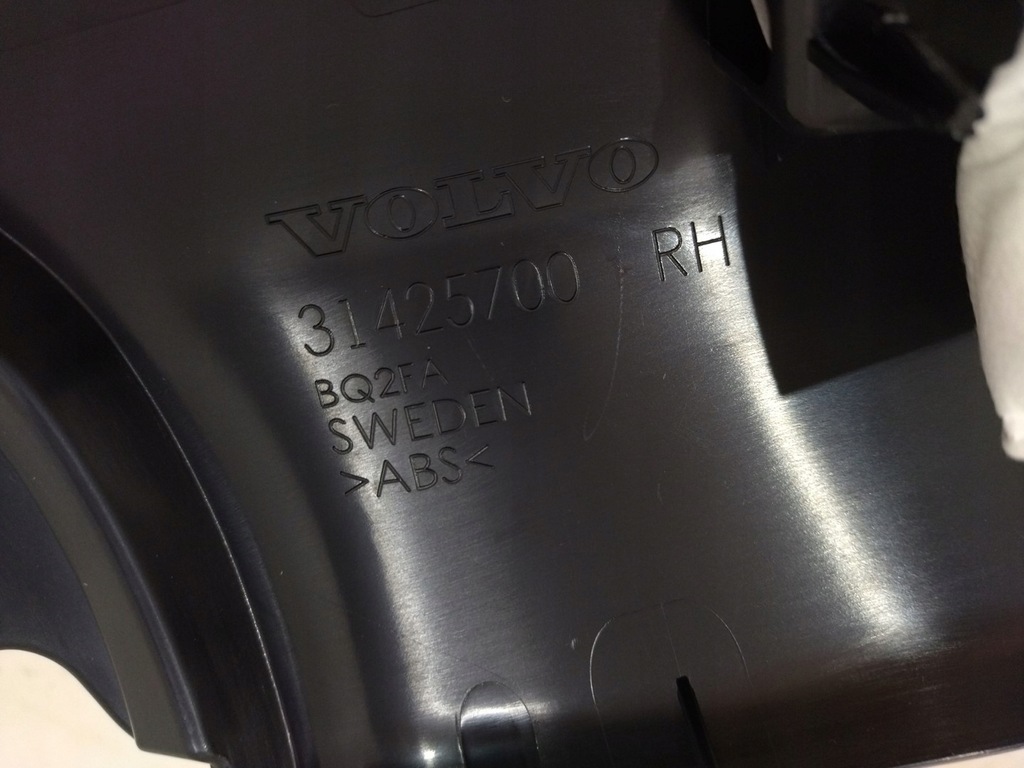 VOLVO
31425700 RH
BQ2FA
SWEDEN
>ABS<